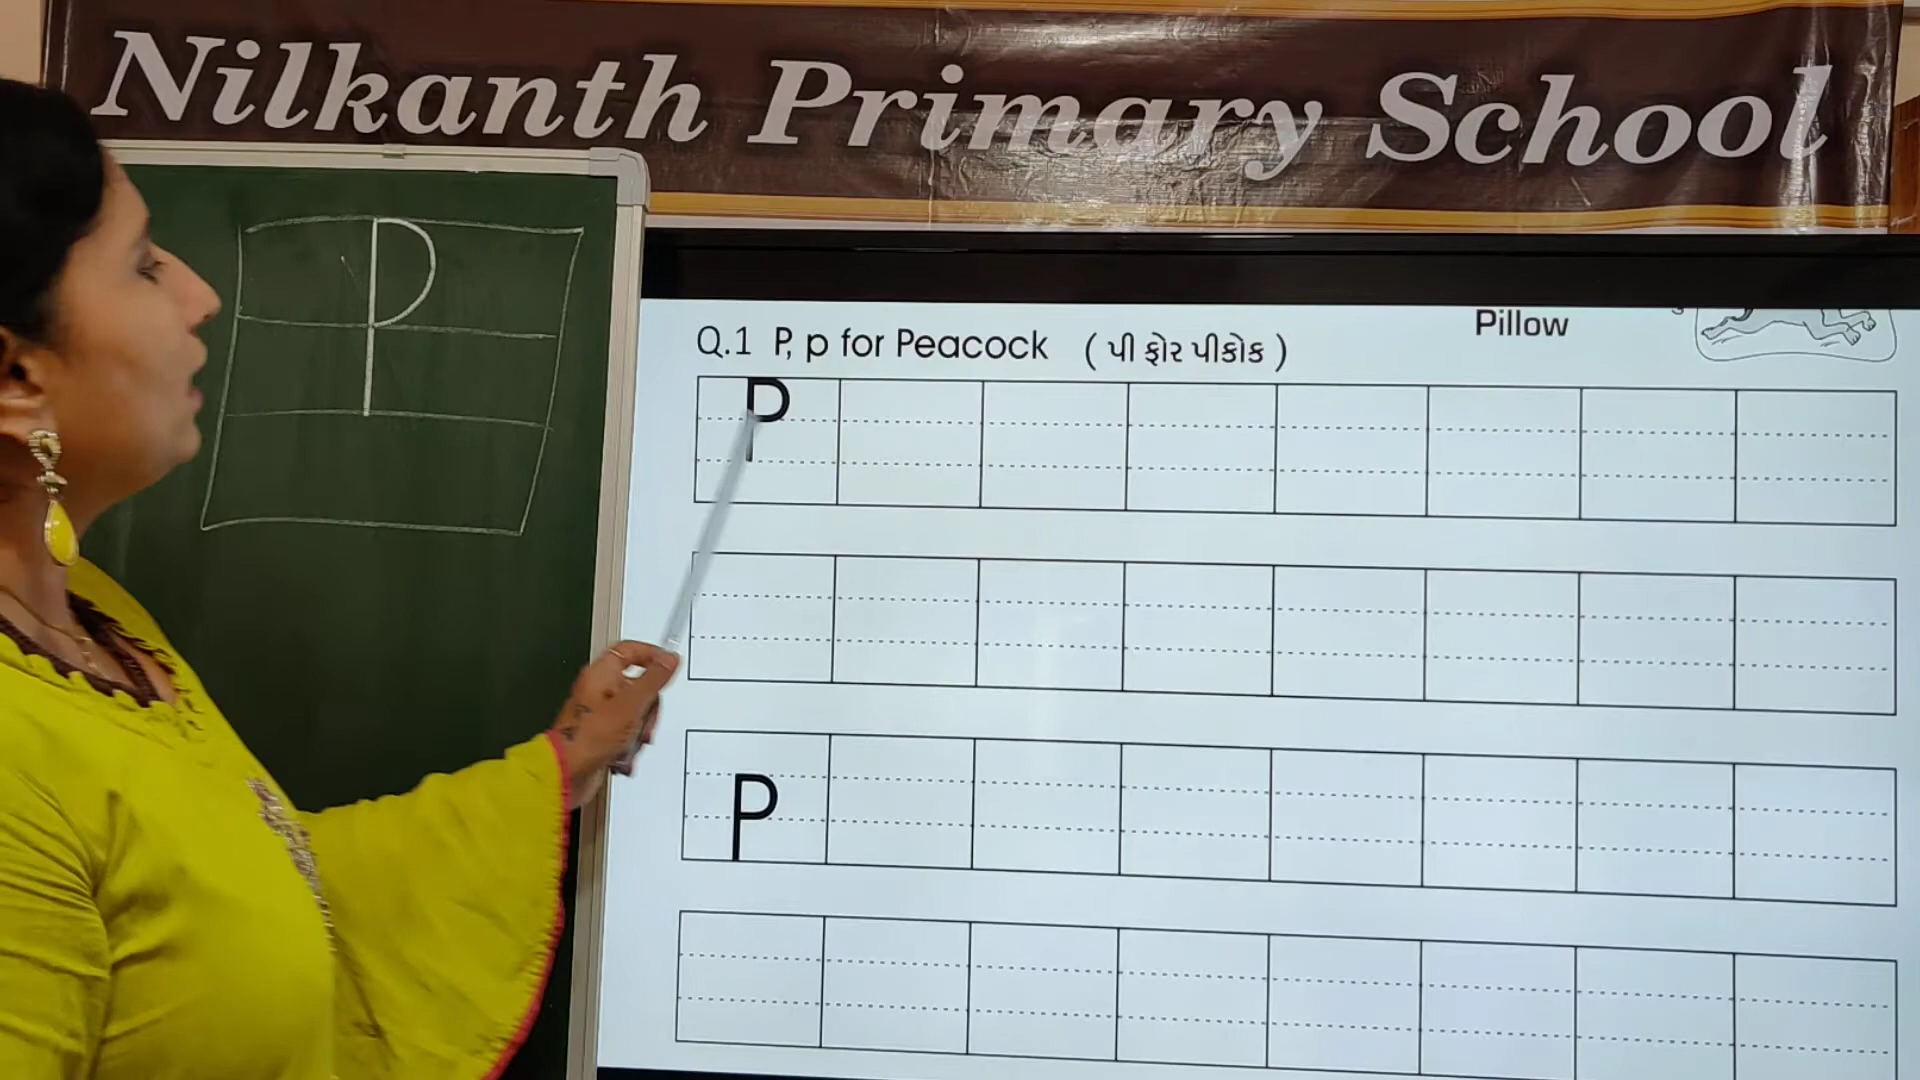 Nilkanth Primary School
P
Pillow
Q.1 P, p for Peacock ( પી ફોર પીકોક )
P
p